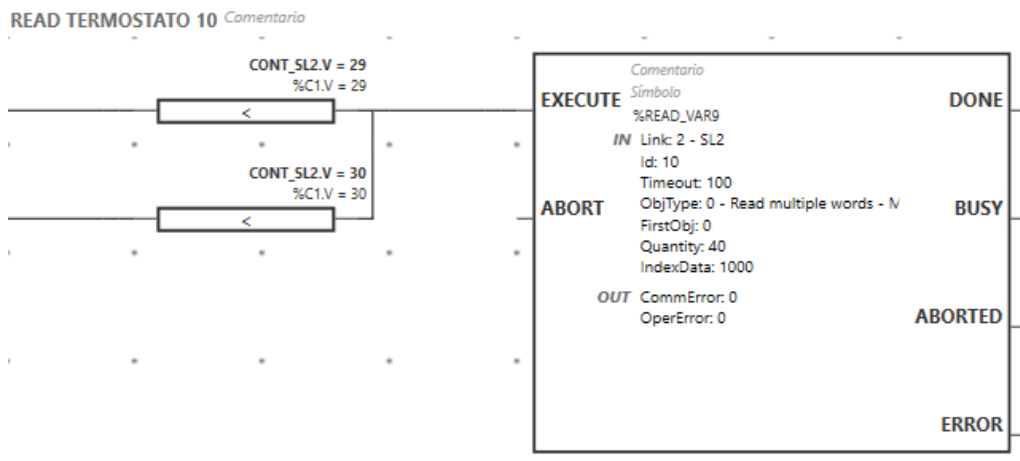 READ TERMOSTATO 10 Comentario
CONT_SL2.V = 29
%C1.V = 29
<
CONT_SL2.V = 30
%C1.V = 30
<
Comentario
Símbolo
%READ_VAR9
EXECUTE
ABORT
IN Link: 2 - SL2
Id: 10
Timeout: 100
ObjType: 0 - Read multiple words - M
FirstObj: 0
Quantity: 40
IndexData: 1000
OUT CommError: 0
OperError: 0
DONE
BUSY
ABORTED
ERROR